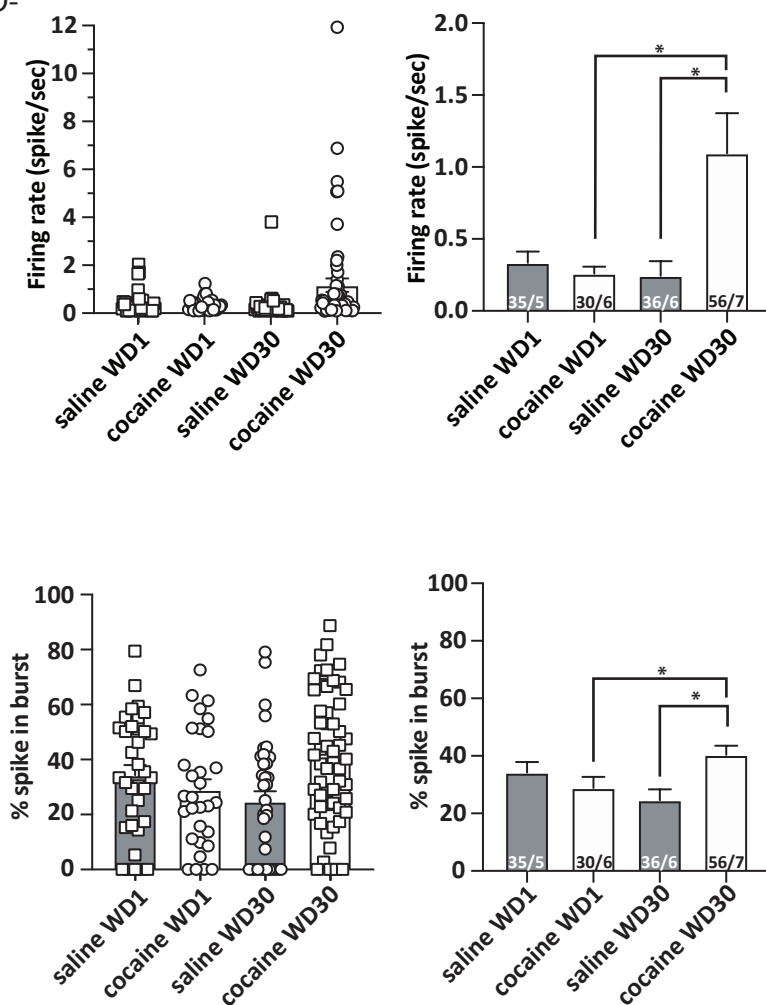 12
10
8
6
4
2
0
Firing rate (spike/sec)
saline WD1
cocaine WD1
saline WD30
cocaine WD30
2.0
1.5
1.0
0.5
0.0
Firing rate (spike/sec)
*
*
35/5
30/6
36/6
56/7
saline WD1
cocaine WD1
saline WD30
cocaine WD30
100
80
60
40
20
0
% spike in burst
saline WD1
cocaine WD1
saline WD30
cocaine WD30
100
80
60
40
20
0
% spike in burst
*
*
35/5
30/6
36/6
56/7
saline WD1
cocaine WD1
saline WD30
cocaine WD30